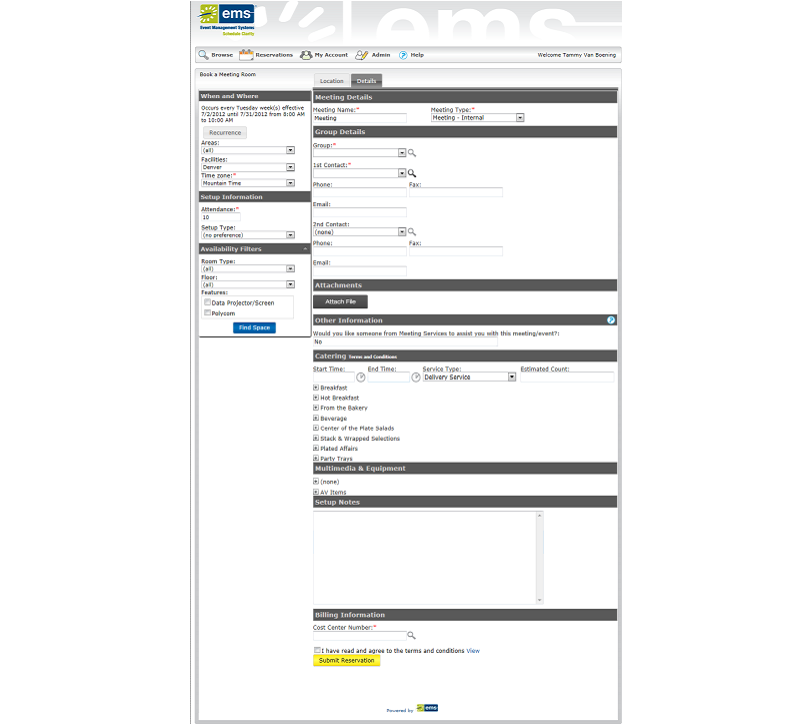 ems
Event Management Systems
Schedule Clarity
ems
Browse Reservations My Account Admin Help Welcome Tammy Van Boening
Book a Meeting Room
Location Details
When and Where
Occurs every Tuesday week(s) effective
7/2/2012 until 7/31/2012 from 8:00 AM
to 10:00 AM
Recurrence
Areas:
(all)
Facilities:
Denver
Time zone:*
Mountain Time
Setup Information
Attendance:*
10
Setup Type:
(no preference)
Availability Filters
Room Type:
(all)
Floor:
(all)
Features:
Data Projector/Screen
Polycom
Find Space
Meeting Details
Meeting Name:* Meeting Type:*
Meeting Meeting - Internal
Group Details
Group:*
1st Contact:*
Phone: Fax:
Email:
2nd Contact:
(none)
Phone: Fax:
Email:
Attachments
Attach File
Other Information ?
Would you like someone from Meeting Services to assist you with this meeting/event?:
No
Catering Terms and Conditions
Start Time: End Time: Service Type: Estimated Count:
Delivery Service
Breakfast
Hot Breakfast
From the Bakery
Beverage
Center of the Mate Salads
Stack & Wrapped Selections
Plated Affairs
Party Trays
Multimedia & Equipment
(none)
AV Items
Setup Notes
Billing Information
Cost Center Number:*
I have read and agree to the terms and conditions View
Submit Reservation
Powered by ems